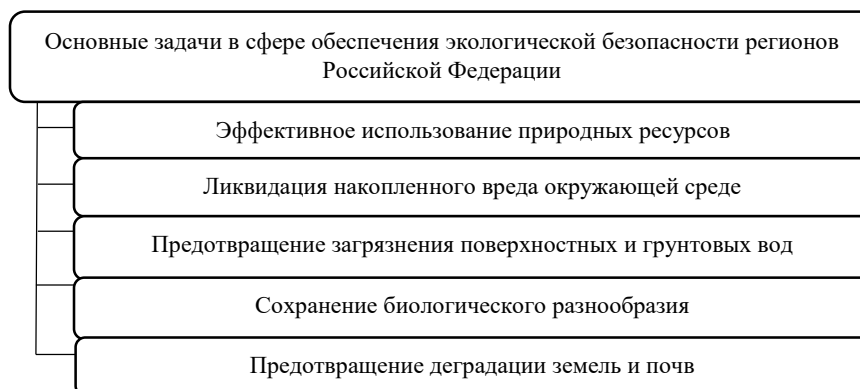 Основные задачи в сфере обеспечения экологической безопасности регионов
Российской Федерации
Эффективное использование природных ресурсов
Ликвидация накопленного вреда окружающей среде
Предотвращение загрязнения поверхностных и грунтовых вод
Сохранение биологического разнообразия
Предотвращение деградации земель и почв